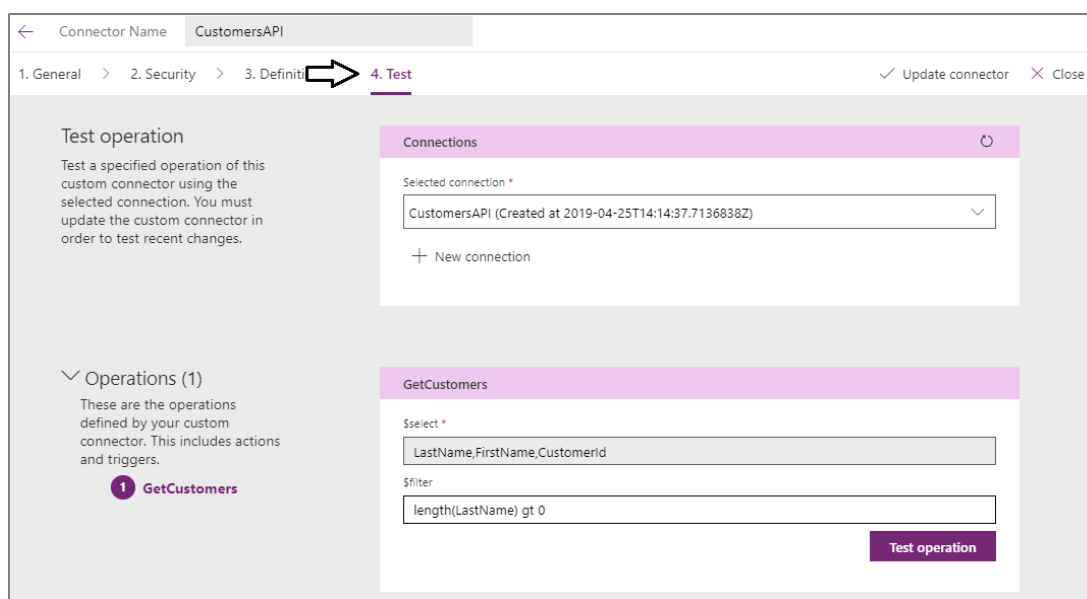 Connector Name CustomersAPI
1. General > 2. Security > 3. Definiti 4. Test Update connector Close
Test operation
Test a specified operation of this
custom connector using the
selected connection. You must
update the custom connector in
order to test recent changes.
Connections
Selected connection *
CustomersAPI (Created at 2019-04-25T14:14:37.7136838Z)
+ New connection
Operations (1)
These are the operations
defined by your custom
connector. This includes actions
and triggers.
1 GetCustomers
GetCustomers
$select *
LastName,FirstName,CustomerId
$filter
length(LastName) gt 0
Test operation